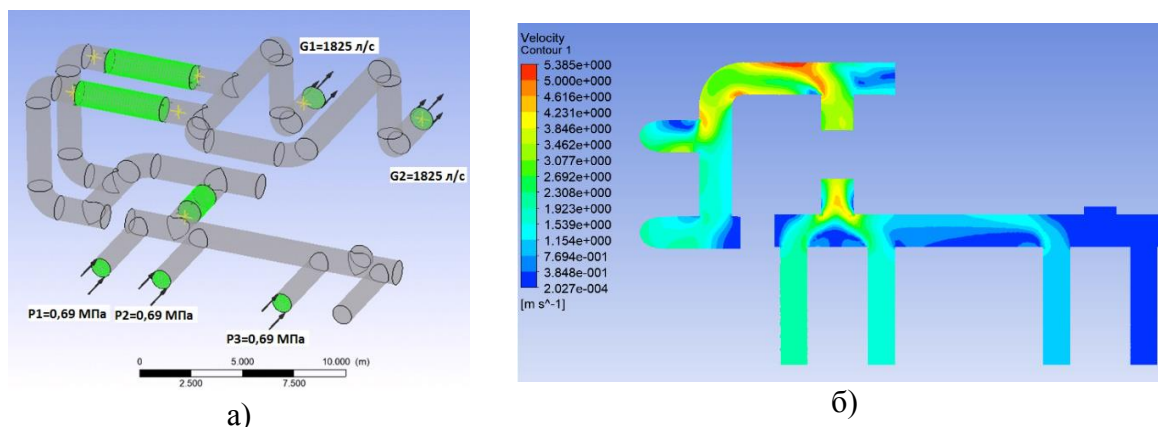 G1=1825 л/с
G2=1825 л/с
P1=0,69 МПа
P2=0,69 МПа
P3=0,69 МПа
0 5.000 10.000 (m)
2.500 7.500
а)
Velocity
Contour 1
5.385e+000
5.000e+000
4.616e+000
4.231e+000
3.846e+000
3.462e+000
3.077e+000
2.692e+000
2.308e+000
1.923e+000
1.539e+000
1.154e+000
7.694e-001
3.848e-001
2.027e-004
[m s^-1]
б)